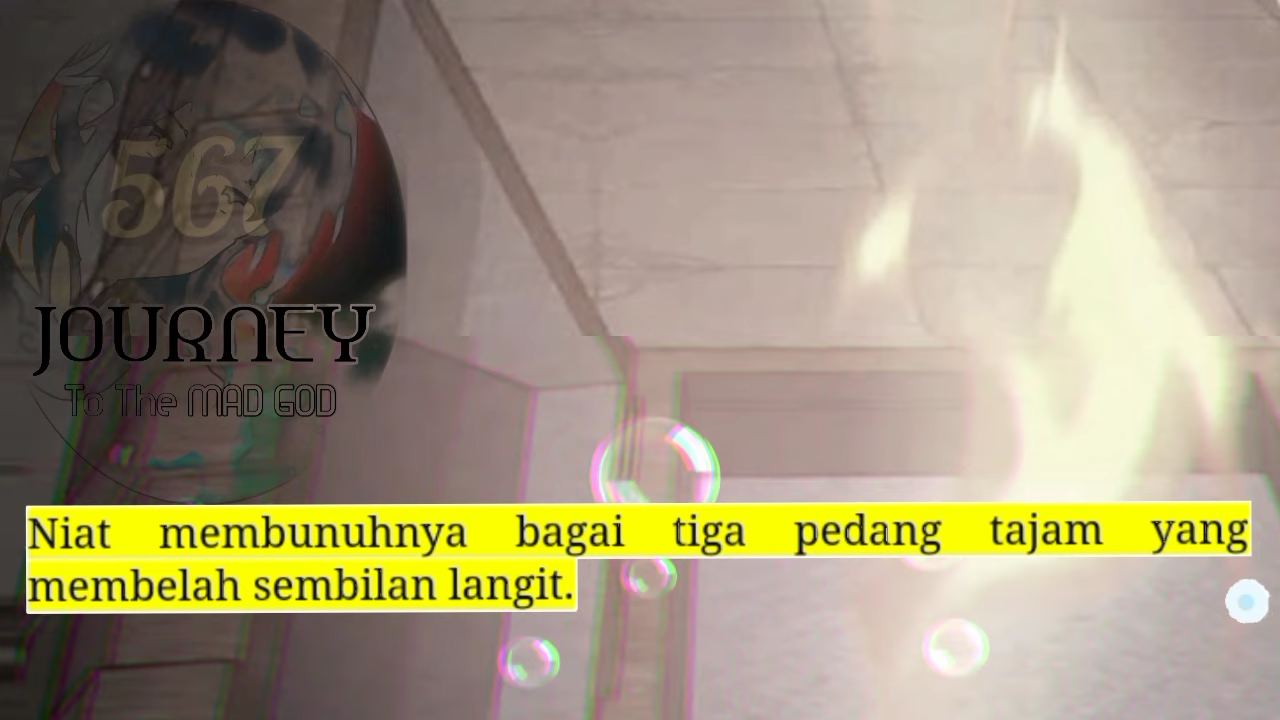 567
JOURNEY
To The MAD GOD
Niat membunuhnya bagai tiga pedang tajam yang
membelah sembilan langit.